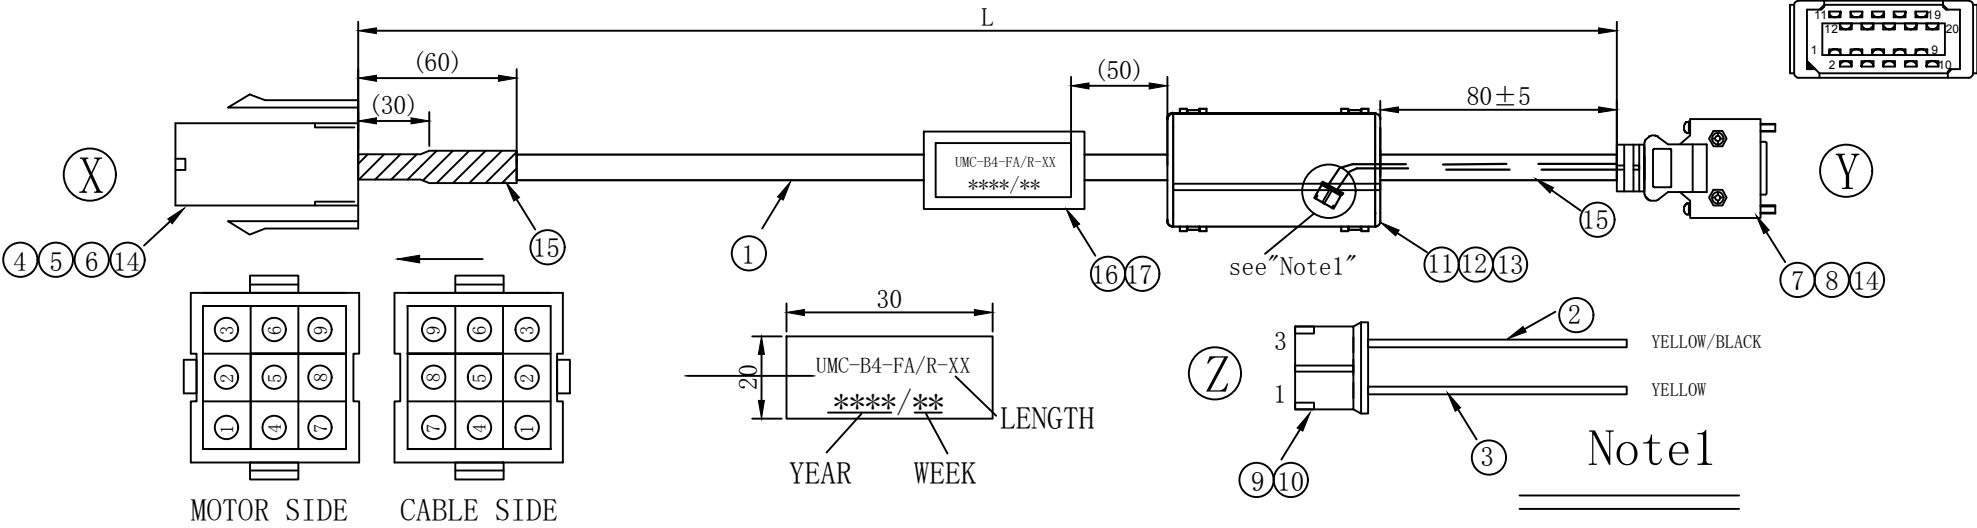 L
11 19
12 20
1 9
2 10
(60)
(50)
80±5
(30)
X
UMC-B4-FA/R-XX
****/**
Y
4 5 6 14
15
1
16 17
see"Note1"
11 12 13
15
7 8 14
3 6 9
2 5 8
1 4 7
MOTOR SIDE
9 6 3
8 5 2
7 4 1
CABLE SIDE
30
20
UMC-B4-FA/R-XX
****/**
LENGTH
YEAR WEEK
Z
3
1
2
YELLOW/BLACK
YELLOW
3
9 10
Note1